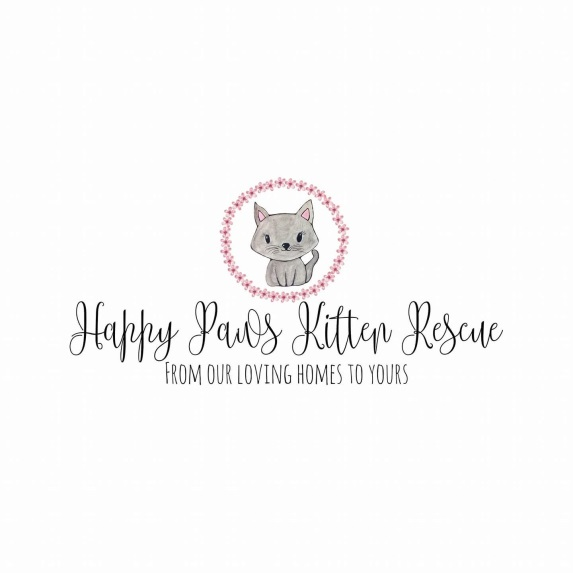 Happy Paws Kitten Rescue
From our loving homes to yours